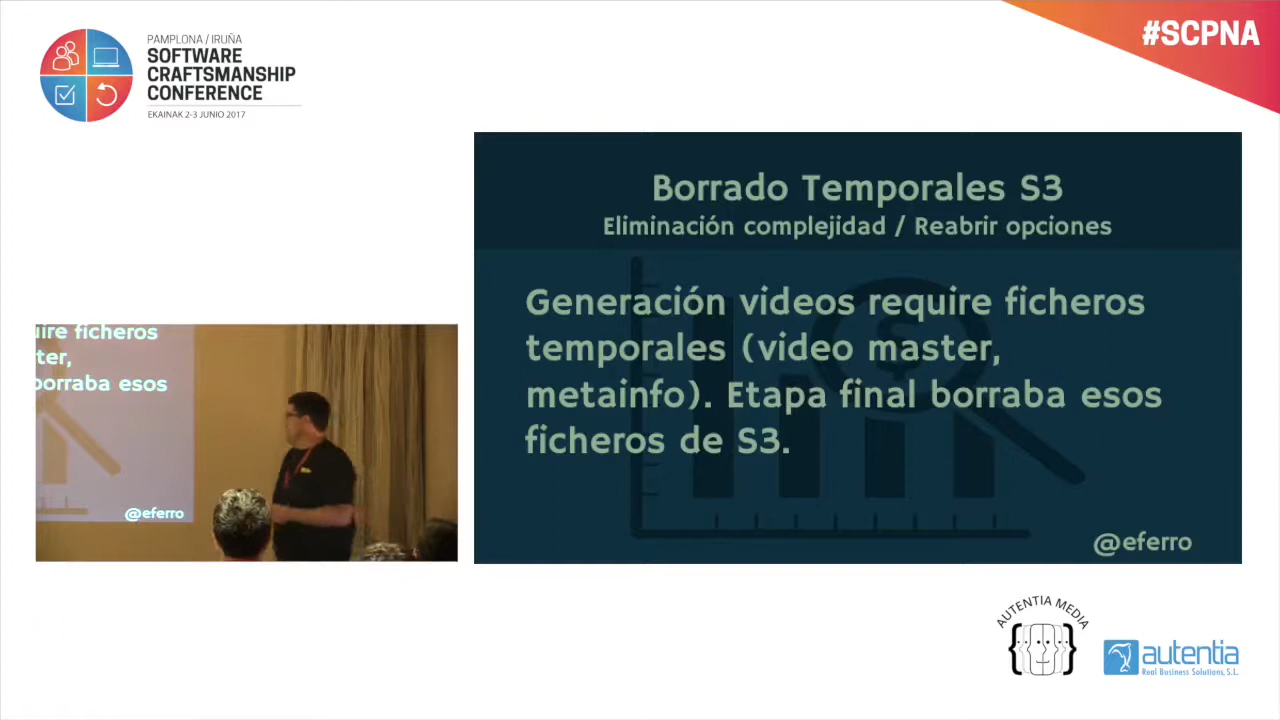 PAMPLONA / IRUÑA
SOFTWARE
CRAFTSMANSHIP
CONFERENCE
EKAINAK 2-3 JUNIO 2017
#SCPNA
Borrado Temporales S3
Eliminación complejidad / Reabrir opciones
Generación videos require ficheros
temporales (video master,
metainfo). Etapa final borraba esos
ficheros de S3.
@eferro
uire ficheros
ter,
borraba esos
@eferro
AUTENTIA MEDIA
autentia
Real Business Solutions, S.L.